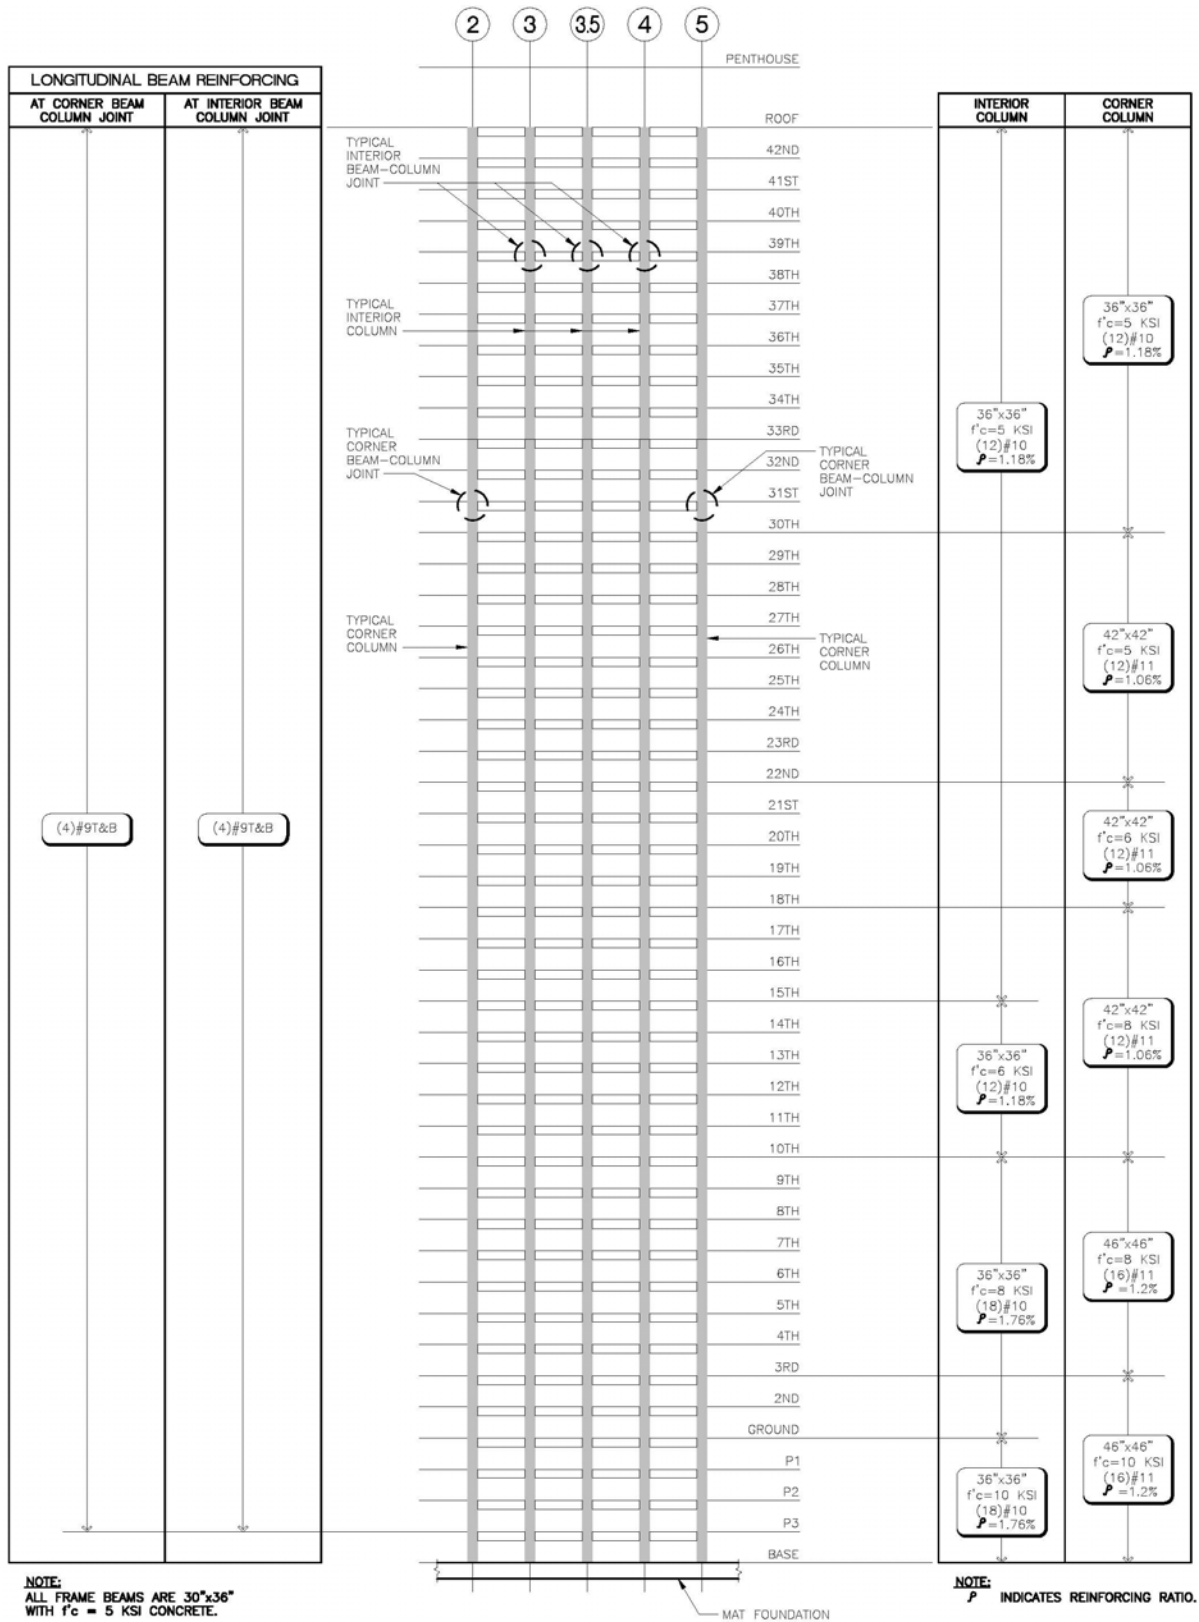 2 3 3.5 4 5
PENTHOUSE
LONGITUDINAL BEAM REINFORCING
AT CORNER BEAM
COLUMN JOINT
AT INTERIOR BEAM
COLUMN JOINT
(4)#9T&B
(4)#9T&B
NOTE:
ALL FRAME BEAMS ARE 30"x36"
WITH f'c = 5 KSI CONCRETE.
TYPICAL
INTERIOR
BEAM-COLUMN
JOINT
TYPICAL
INTERIOR
COLUMN
TYPICAL
CORNER
BEAM-COLUMN
JOINT
TYPICAL
CORNER
COLUMN
ROOF
42ND
41ST
40TH
39TH
38TH
37TH
36TH
35TH
34TH
33RD
32ND
31ST
30TH
29TH
28TH
27TH
26TH
25TH
24TH
23RD
22ND
21ST
20TH
19TH
18TH
17TH
16TH
15TH
14TH
13TH
12TH
11TH
10TH
9TH
8TH
7TH
6TH
5TH
4TH
3RD
2ND
GROUND
P1
P2
P3
BASE
MAT FOUNDATION
TYPICAL
CORNER
BEAM-COLUMN
JOINT
TYPICAL
CORNER
COLUMN
INTERIOR
COLUMN
36"x36"
f'c=5 KSI
(12)#10
ρ=1.18%
36"x36"
f'c=6 KSI
(12)#10
ρ=1.18%
36"x36"
f'c=8 KSI
(18)#10
ρ=1.76%
36"x36"
f'c=10 KSI
(18)#10
ρ=1.76%
CORNER
COLUMN
36"x36"
f'c=5 KSI
(12)#10
ρ=1.18%
42"x42"
f'c=5 KSI
(12)#11
ρ=1.06%
42"x42"
f'c=6 KSI
(12)#11
ρ=1.06%
42"x42"
f'c=8 KSI
(12)#11
ρ=1.06%
46"x46"
f'c=8 KSI
(16)#11
ρ=1.2%
46"x46"
f'c=10 KSI
(16)#11
ρ=1.2%
NOTE:
ρ INDICATES REINFORCING RATIO.